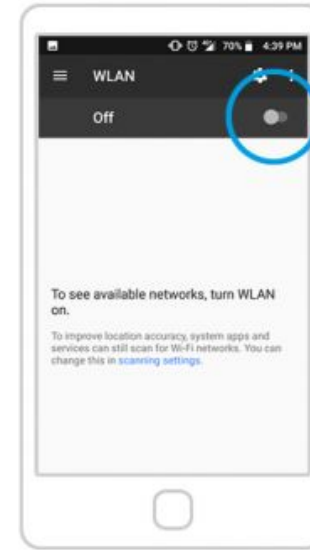 70% 4:39 PM
WLAN
Off
To see available networks, turn WLAN
on.
To improve location accuracy, system apps and
services can still scan for Wi-Fi networks. You can
change this in scanning settings.